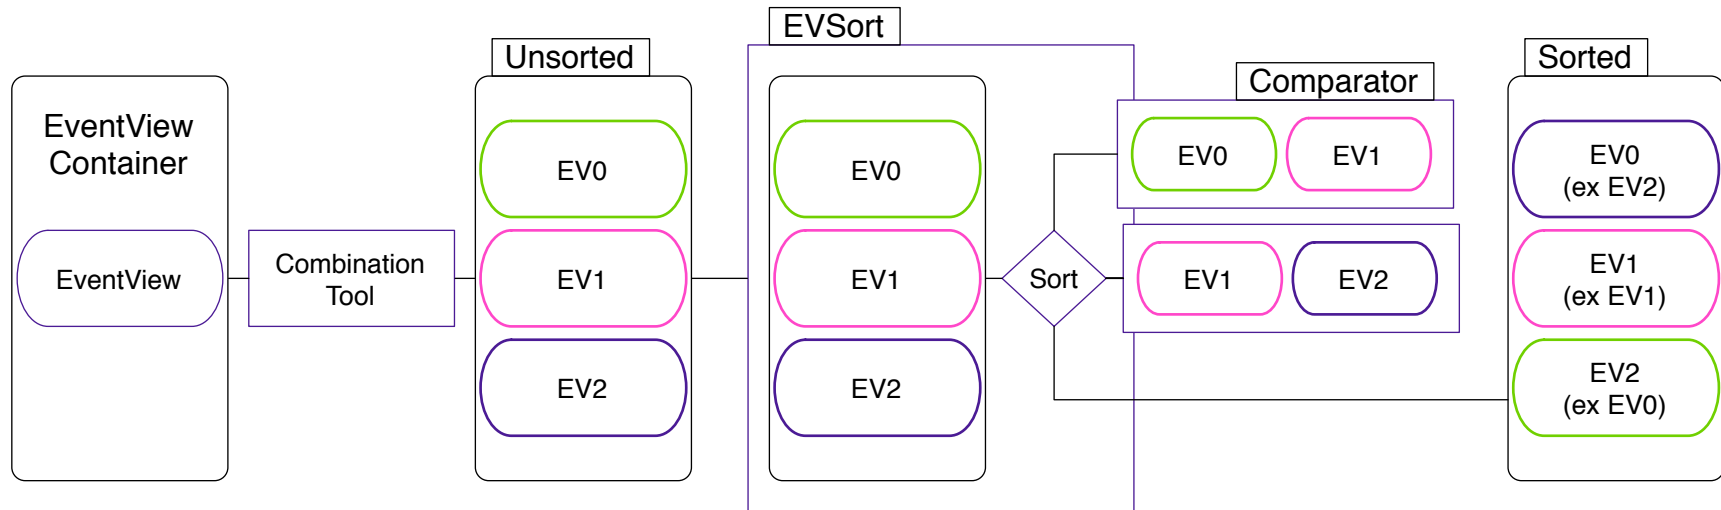 EventView
Container
EventView
Combination
Tool
Unsorted
EV0
EV1
EV2
EVSort
EV0
EV1
EV2
Sort
Comparator
EV0
EV1
EV1
EV2
Sorted
EV0
(ex EV2)
EV1
(ex EV1)
EV2
(ex EV0)